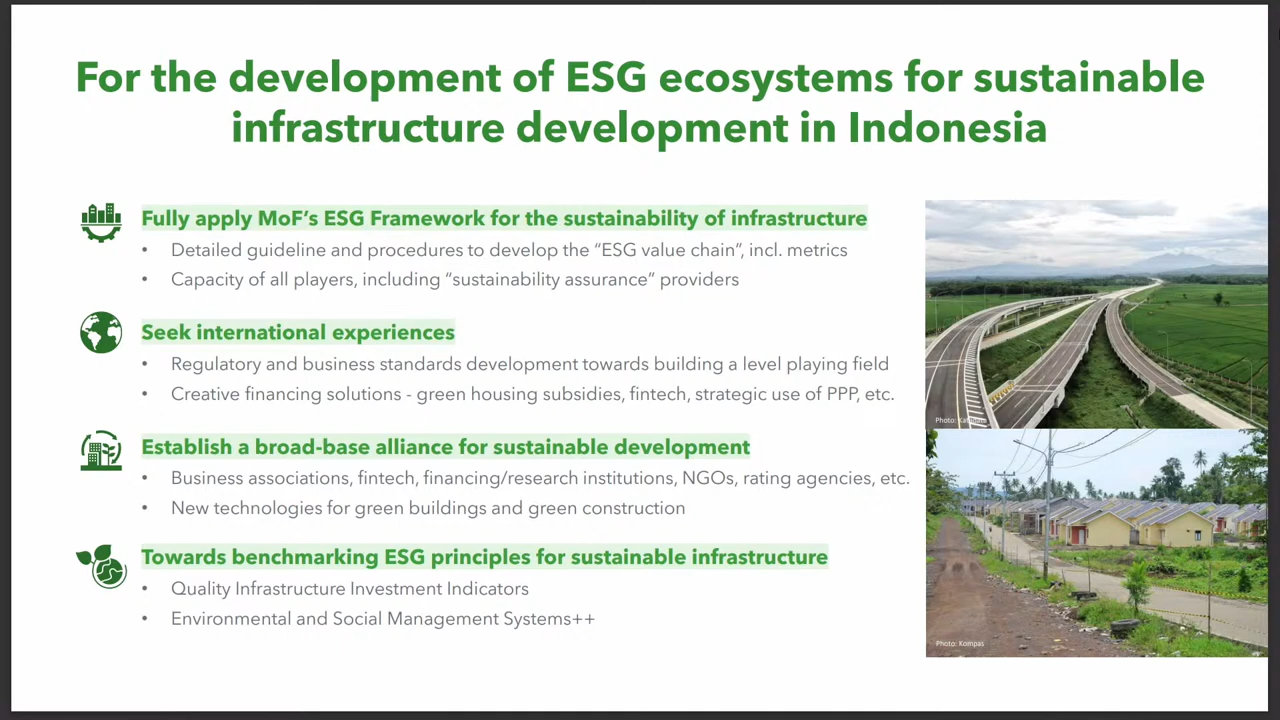 For the development of ESG ecosystems for sustainable
infrastructure development in Indonesia
Fully apply MoF’s ESG Framework for the sustainability of infrastructure
• Detailed guideline and procedures to develop the “ESG value chain”, incl. metrics
• Capacity of all players, including “sustainability assurance” providers
Seek international experiences
• Regulatory and business standards development towards building a level playing field
• Creative financing solutions - green housing subsidies, fintech, strategic use of PPP, etc.
Establish a broad-base alliance for sustainable development
• Business associations, fintech, financing/research institutions, NGOs, rating agencies, etc.
• New technologies for green buildings and green construction
Towards benchmarking ESG principles for sustainable infrastructure
• Quality Infrastructure Investment Indicators
• Environmental and Social Management Systems++
Photo:
Photo: Kompas